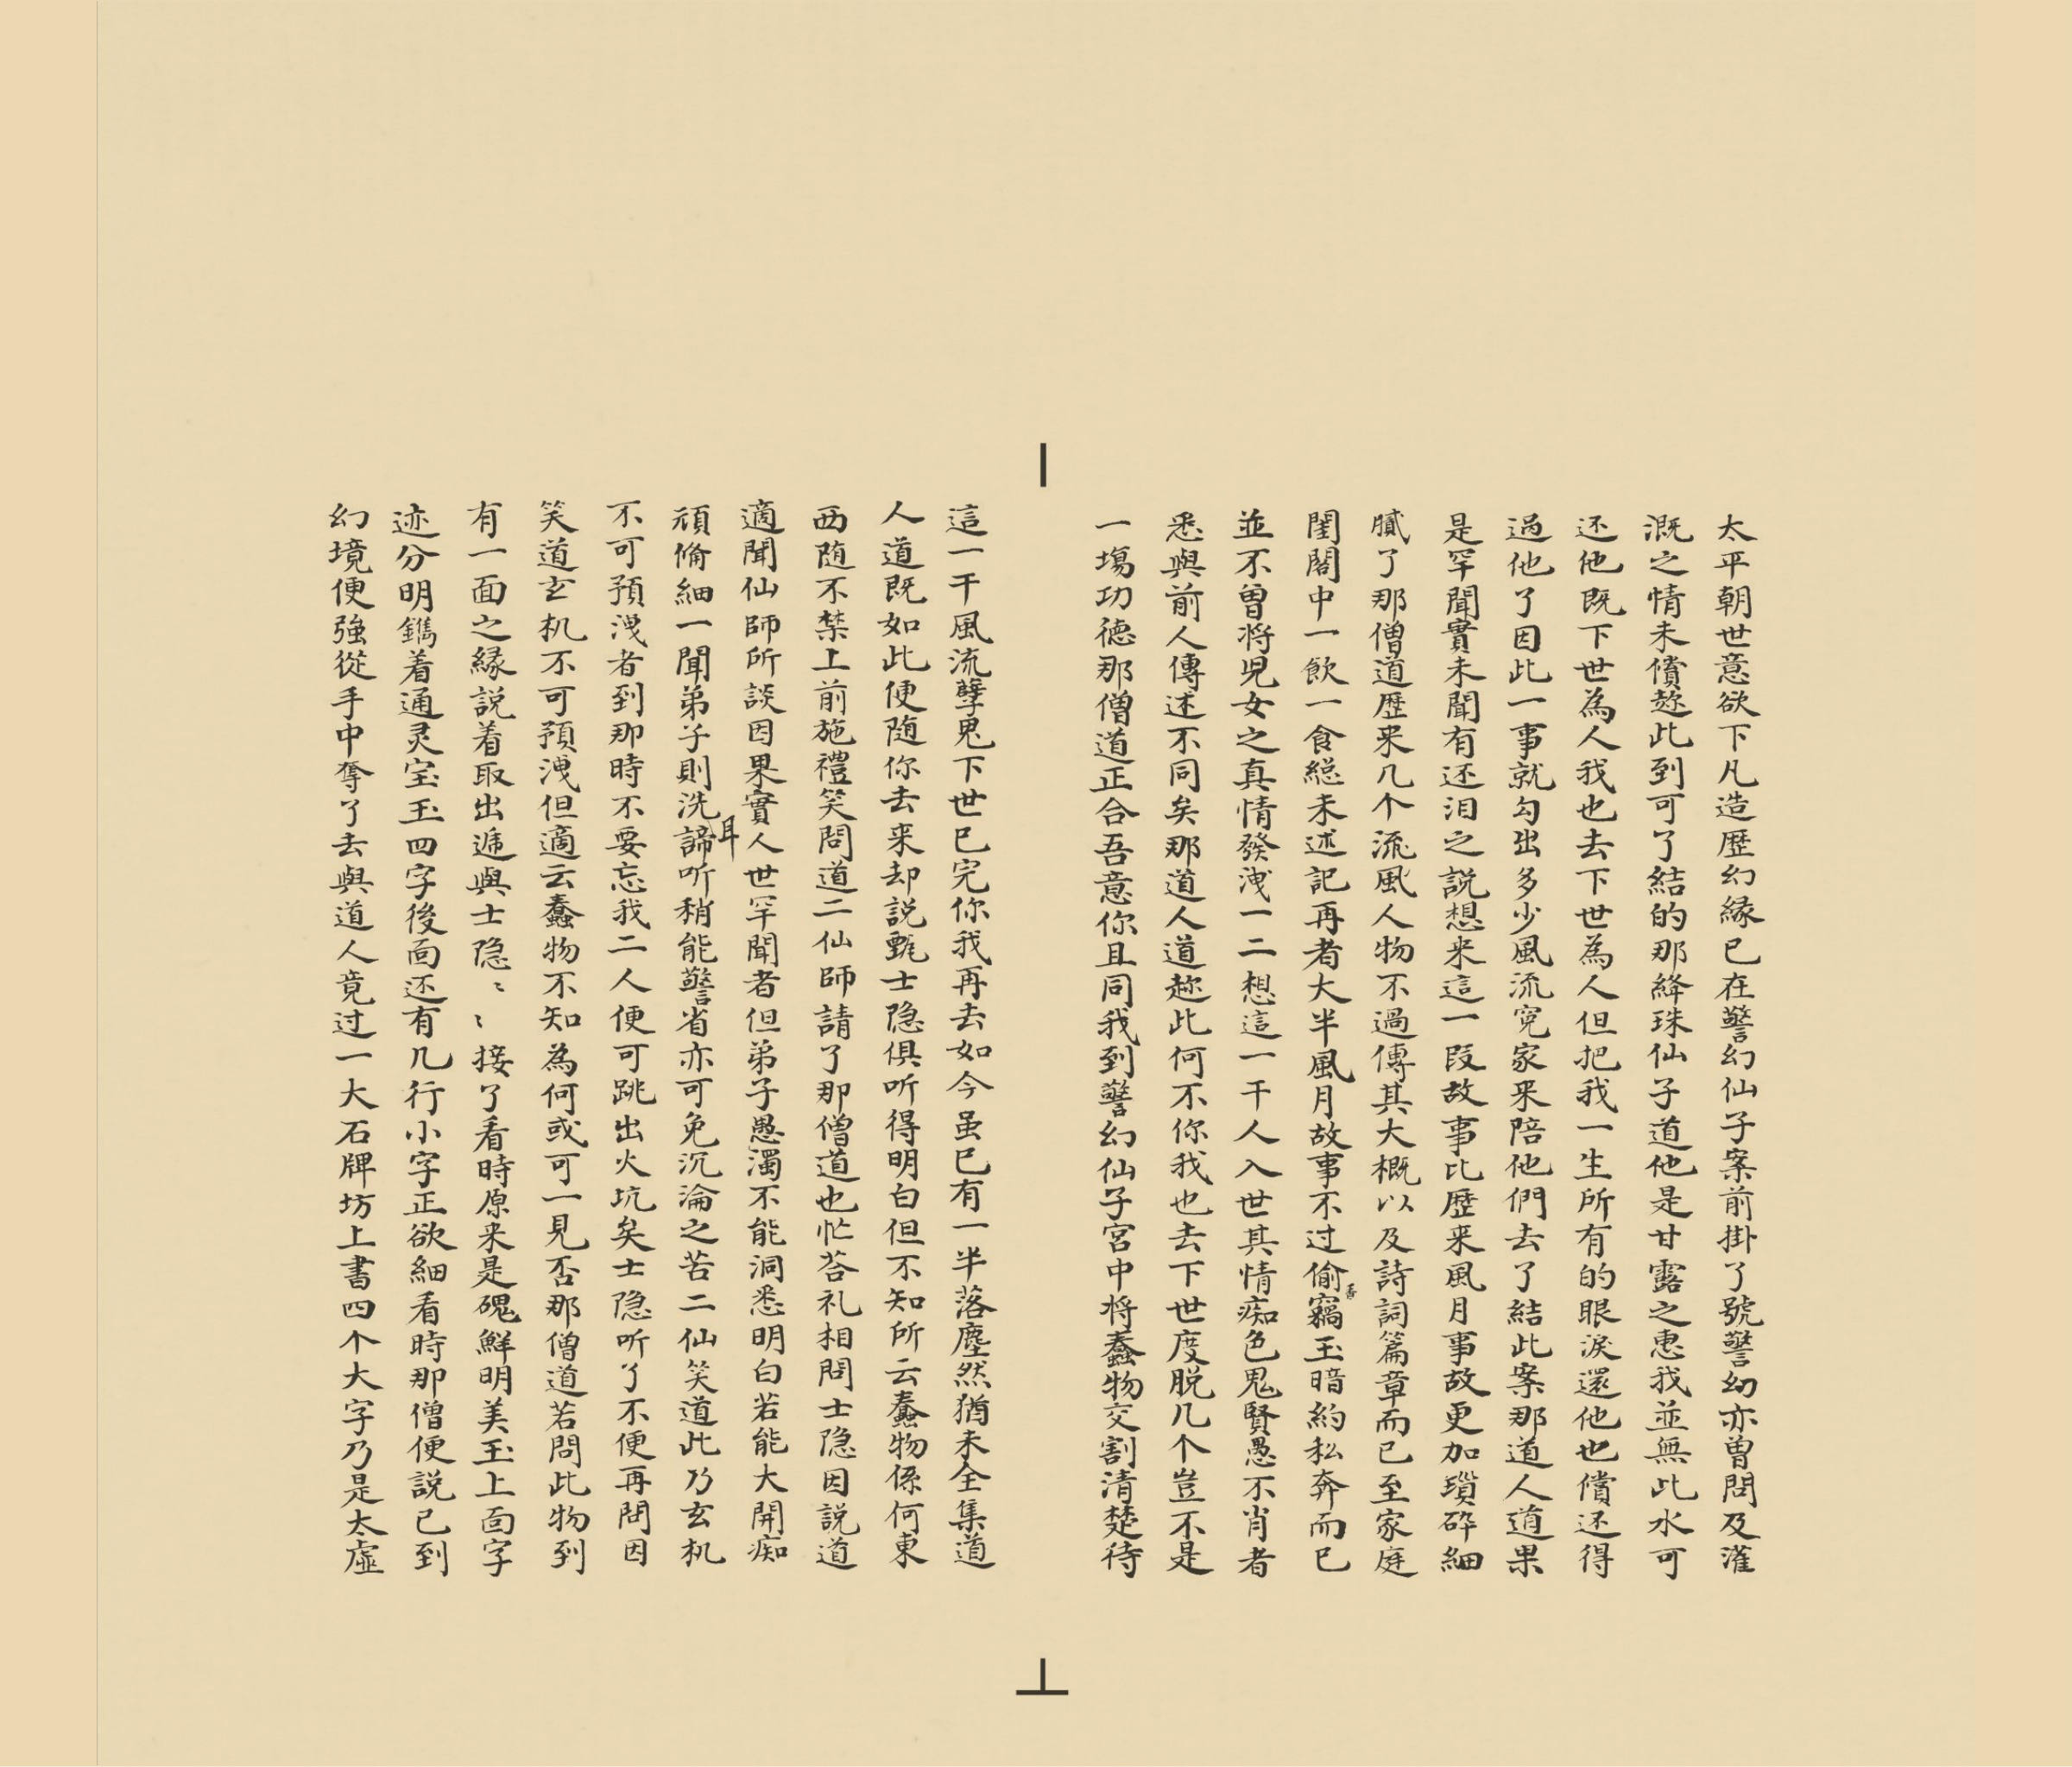 太平朝世意欲下凡造歷幻緣已在警幻仙子案前掛了號警幻亦曾問及灌
溉之情未償趂此到可了結的那絳珠仙子道他是甘露之惠我並無此水可
还他既下世為人我也去下世為人但把我一生所有的眼淚還他也償还得
過他了因此一事就勾出多少風流寃家来陪他們去了結此案那道人道果
是罕聞實未聞有还泪之説想来這一段故事比歷来風月事故更加瑣碎細
膩了那僧道歷来几个流風人物不過傳其大概以及詩詞篇章而已至家庭
閨閣中一飲一食総未述記再者大半風月故事不过偷
香
竊玉暗約私奔而已
並不曾將児女之真情發洩一二想這一干人入世其情痴色鬼賢愚不肖者
悉與前人傳述不同矣那道人道趂此何不你我也去下世度脱几个豈不是
一塲功德那僧道正合吾意你且同我到警幻仙子宮中将蠢物交割清楚待
這一干風流孽鬼下世已完你我再去如今虽已有一半落塵然猶未全集道
人道既如此便随你去来却説甄士隐俱听得明白但不知所云蠢物係何東
西随不禁上前施禮笑問道二仙師請了那僧道也忙荅礼相問士隐因説道
適聞仙師所談因果實人世罕聞者但弟子愚濁不能洞悉明白若能大開痴
頑俻細一聞弟子則洗
耳
諦听稍能警省亦可免沉淪之苦二仙笑道此乃玄机
不可預洩者到那時不要忘我二人便可跳出火坑矣士隐听了不便再問因
笑道玄机不可預洩但適云蠢物不知為何或可一見否那僧道若問此物到
有一面之緣説着取出遞與士隐〻〻接了看時原来是磈鮮明美玉上面字
迹分明鐫着通灵宝玉四字後面还有几行小字正欲細看時那僧便説已到
幻境便強從手中奪了去與道人竟过一大石牌坊上書四个大字乃是太虛